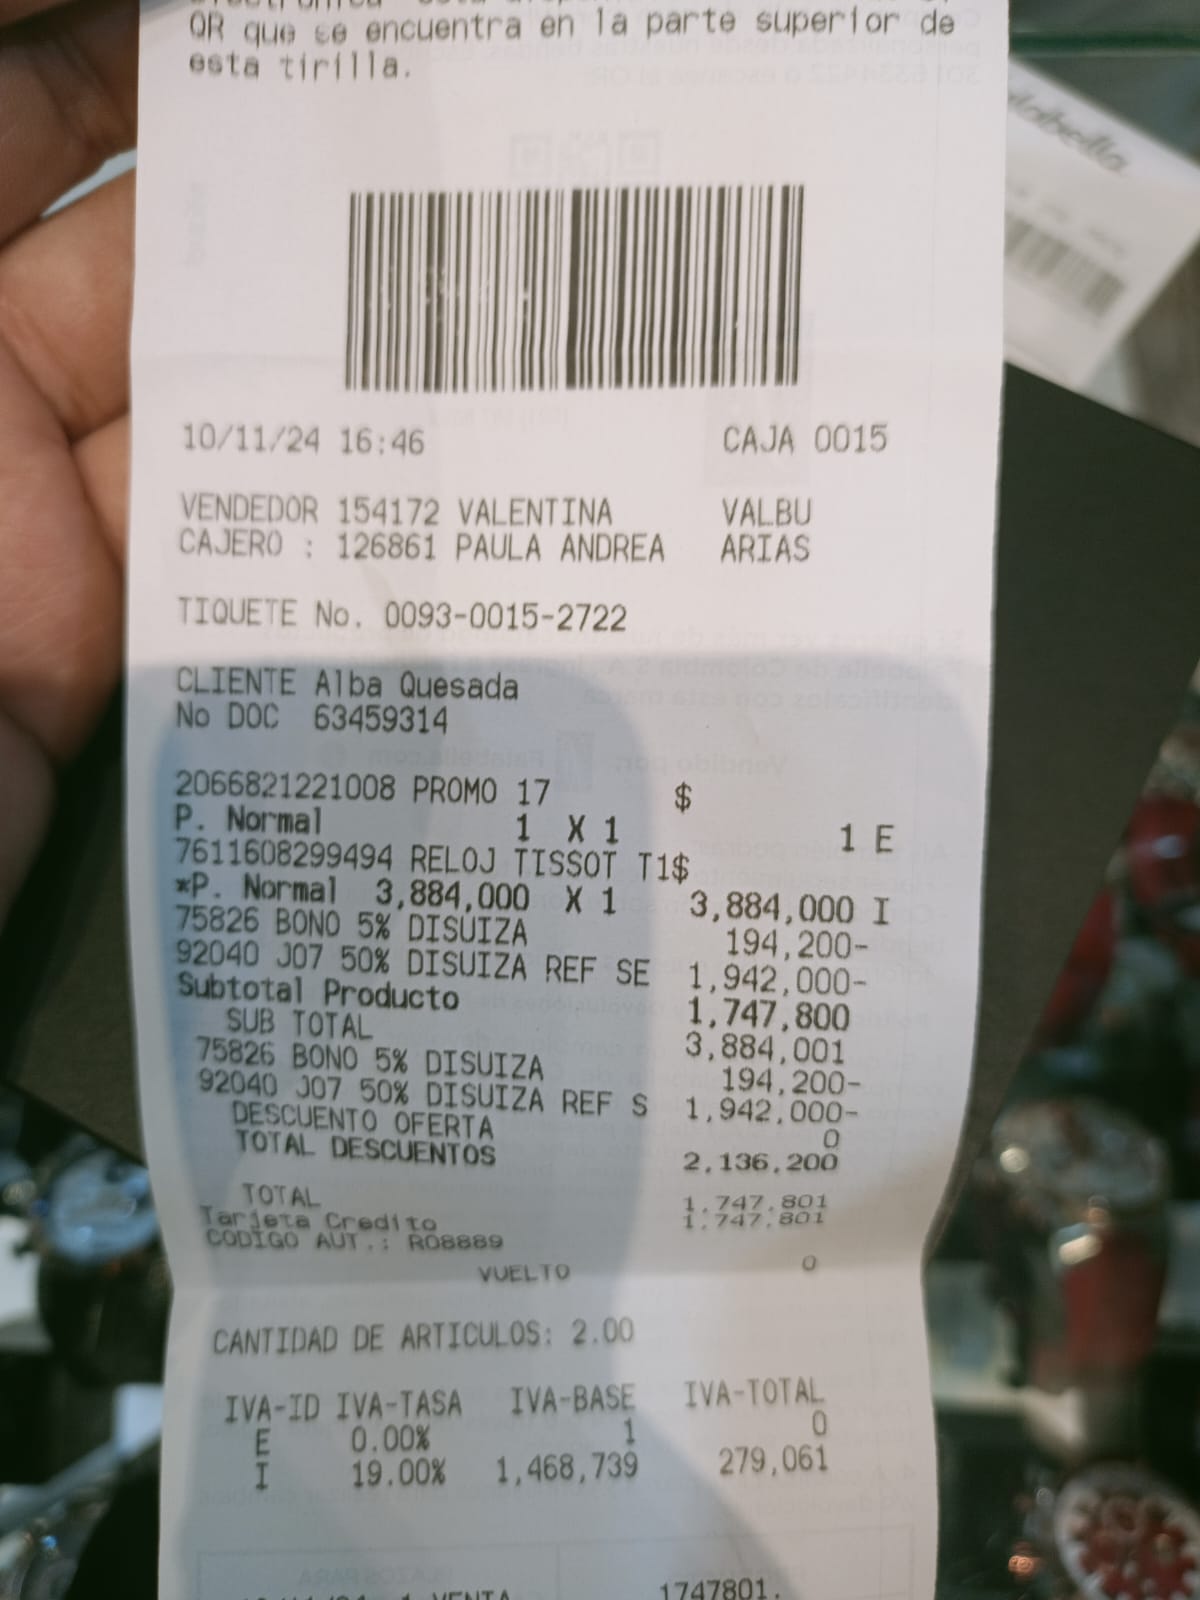 QR que se encuentra en la parte superior de
esta tirilla.
10/11/24 16:46 CAJA 0015
VENDEDOR 154172 VALENTINA VALBU
CAJERO : 126861 PAULA ANDREA ARIAS
TIQUETE No. 0093-0015-2722
CLIENTE Alba Quesada
No DOC 63459314
2066821221008 PROMO 17 $
P. Normal 1 X 1 1 E
7611608299494 RELOJ TISSOT T1$
*P. Normal 3,884,000 X 1 3,884,000 I
75826 BONO 5% DISUIZA 194,200-
92040 J07 50% DISUIZA REF SE 1,942,000-
Subtotal Producto 1,747,800
SUB TOTAL 3,884,001
75826 BONO 5% DISUIZA 194,200-
92040 J07 50% DISUIZA REF S 1,942,000-
DESCUENTO OFERTA 0
TOTAL DESCUENTOS 2,136,200
TOTAL 1,747,801
Tarjeta Credito 1,747,801
CODIGO AUT.: R08889
VUELTO 0
CANTIDAD DE ARTICULOS: 2.00
IVA-ID IVA-TASA IVA-BASE IVA-TOTAL
E 0.00% 1 0
I 19.00% 1,468,739 279,061
1 VENTA 1747801.